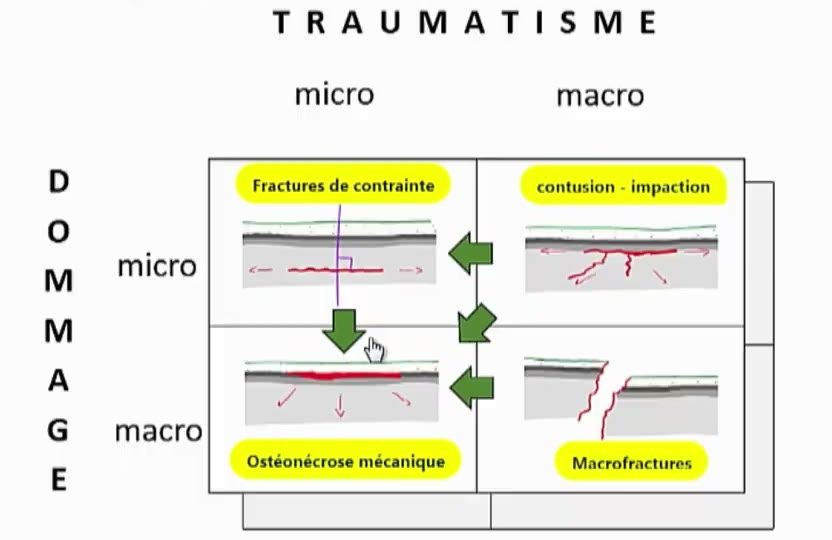 TRAUMATISME
micro
macro
DOMMAGE
micro
Fractures de contrainte
contusion - impaction
macro
Ostéonécrose mécanique
Macrofractures